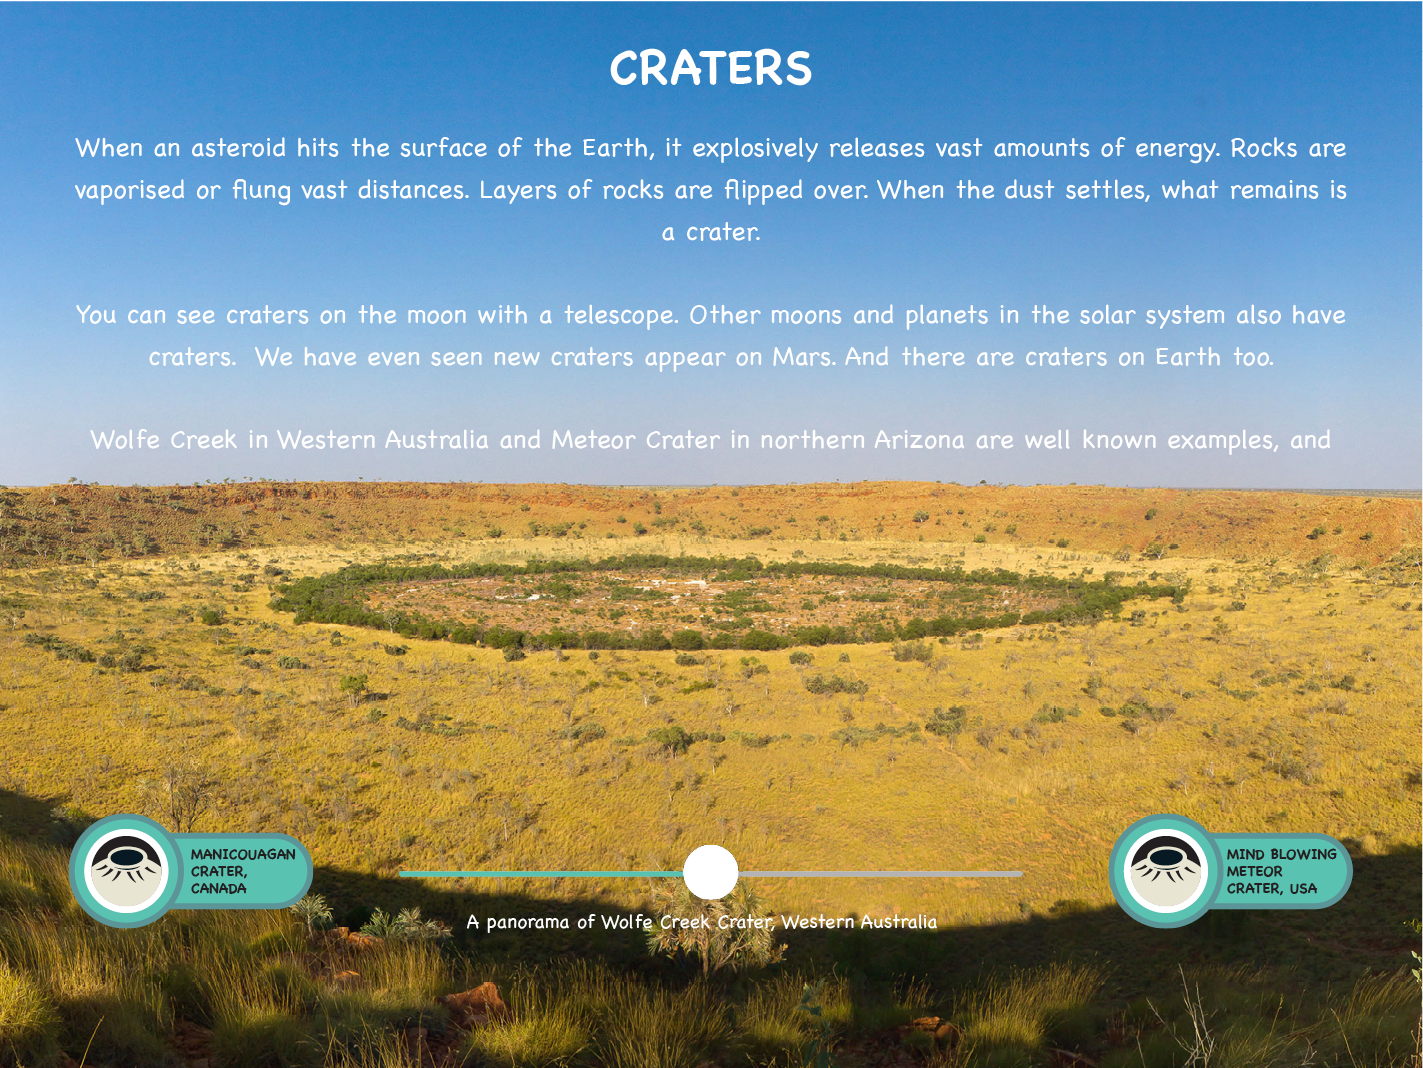 CRATERS
When an asteroid hits the surface of the Earth, it explosively releases vast amounts of energy. Rocks are
vaporised or flung vast distances. Layers of rocks are flipped over. When the dust settles, what remains is
a crater.
You can see craters on the moon with a telescope. Other moons and planets in the solar system also have
craters.  We have even seen new craters appear on Mars. And there are craters on Earth too.
Wolfe Creek in Western Australia and Meteor Crater in northern Arizona are well known examples, and
MANICOUAGAN
CRATER,
CANADA
MIND BLOWING
METEOR
CRATER, USA
A panorama of Wolfe Creek Crater, Western Australia